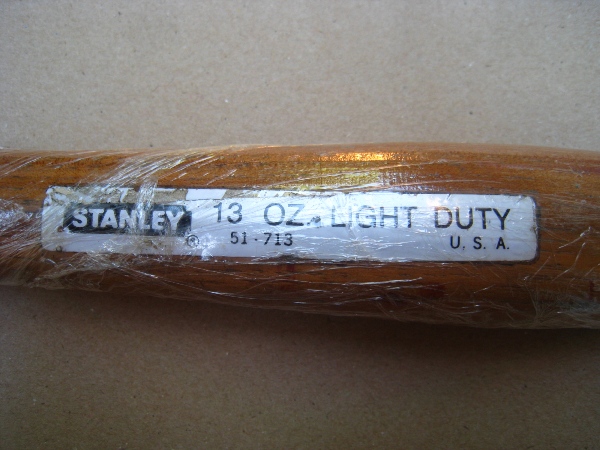 STANLEY ® 13 OZ. LIGHT DUTY
51-713 U.S.A.